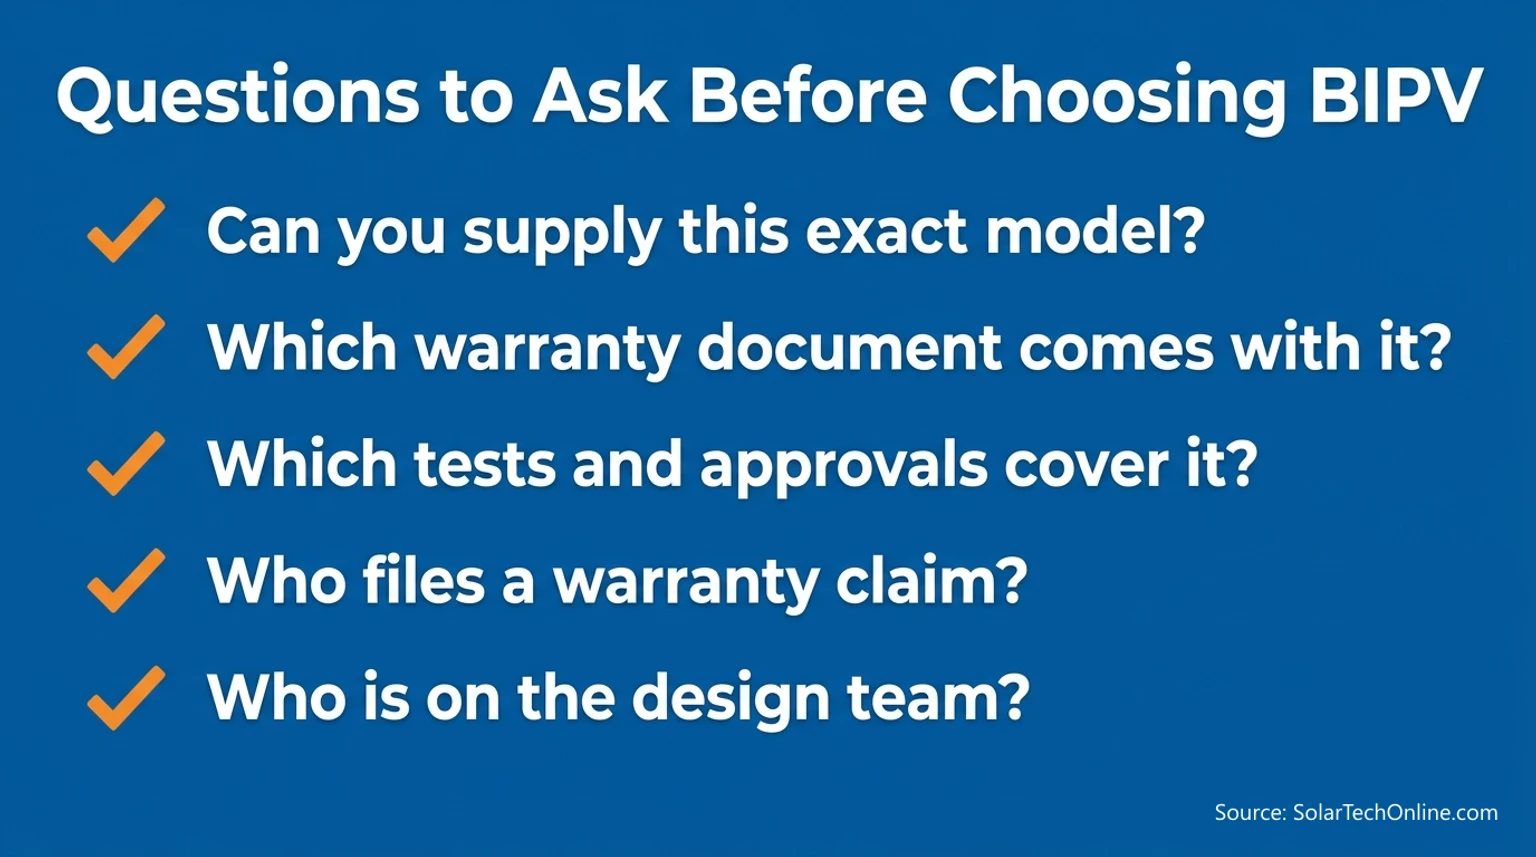 Questions to Ask Before Choosing BIPV
Can you supply this exact model?
Which warranty document comes with it?
Which tests and approvals cover it?
Who files a warranty claim?
Who is on the design team?
Source: SolarTechOnline.com